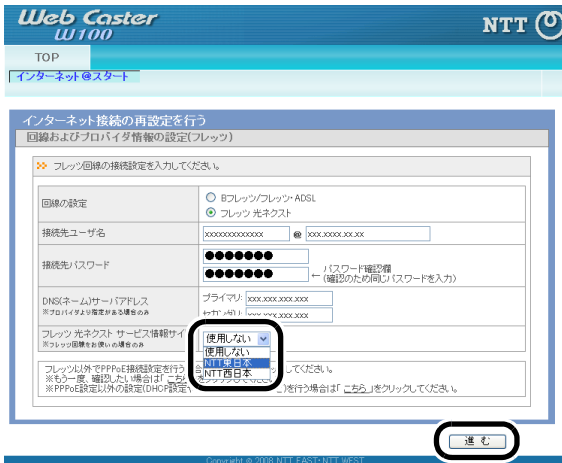 Web Caster
W100
NTT
TOP
インターネット@スタート
インターネット接続の再設定を行う
回線およびプロバイダ情報の設定(フレッツ)
フレッツ回線の接続設定を入力してください。
回線の設定
Bフレッツ/フレッツ・ADSL
フレッツ 光ネクスト
接続先ユーザ名
xxxxxxxxxxxxx @ xxx.xxxx.xx.xx
接続先パスワード
●●●●●●●
●●●●●●●
← パスワード確認欄
(確認のため同じパスワードを入力)
DNS(ネーム)サーバアドレス
※プロバイダより指定がある場合のみ
プライマリ: xxx.xxx.xxx.xxx
セカンダリ: xxx.xxx.xxx.xxx
フレッツ 光ネクスト サービス情報サイ
※フレッツ回線をお使いの場合のみ
使用しない
使用しない
NTT東日本
NTT西日本
フレッツ以外でPPPoE接続設定を行う してください。
※もう一度、確認したい場合は「こちら をクリックしてください
※PPPoE設定以外の設定(DHCP設定 )を行う場合は「 こちら 」をクリックしてください。
進 む
Copyright © 2008 NTT EAST・NTT WEST